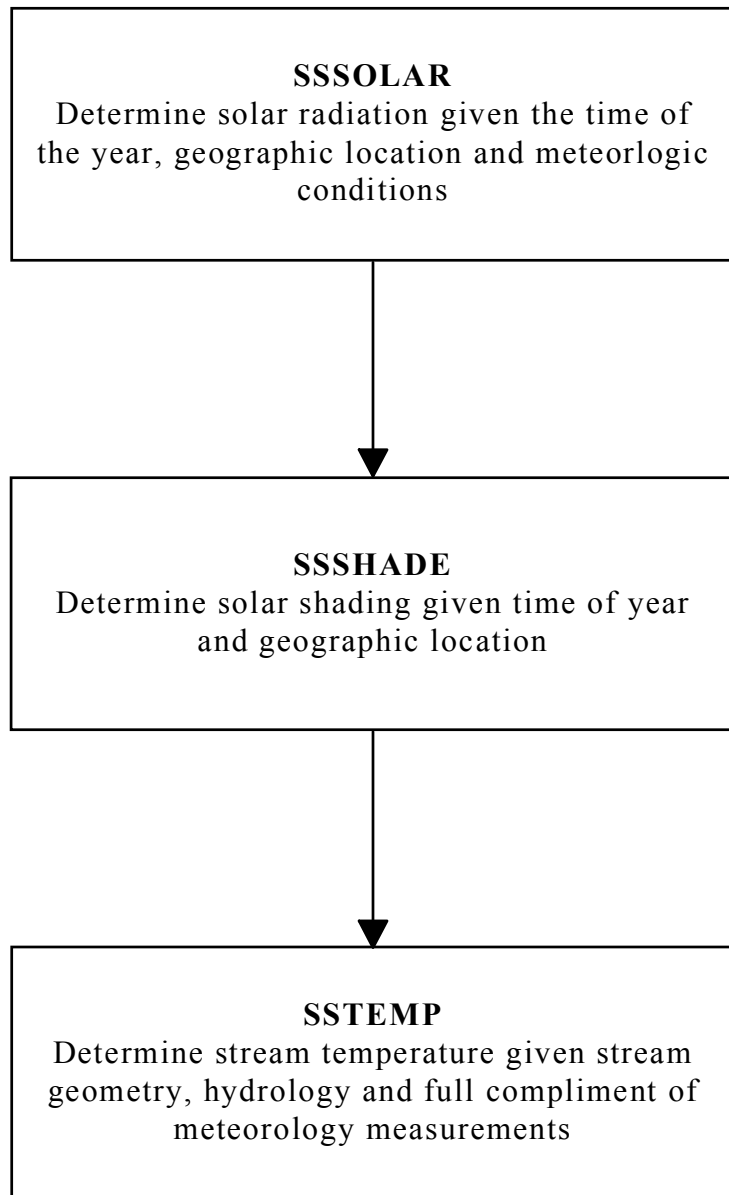 SSSOLAR
Determine solar radiation given the time of
the year, geographic location and meteorlogic
conditions
SSSHADE
Determine solar shading given time of year
and geographic location
SSTEMP
Determine stream temperature given stream
geometry, hydrology and full compliment of
meteorology measurements